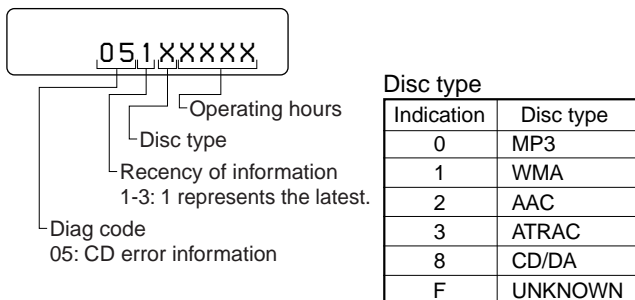 051XXXXXX
Operating hours
Disc type
Recency of information
1-3: 1 represents the latest.
Diag code
05: CD error information
Disc type
Indication Disc type
0 MP3
1 WMA
2 AAC
3 ATRAC
8 CD/DA
F UNKNOWN